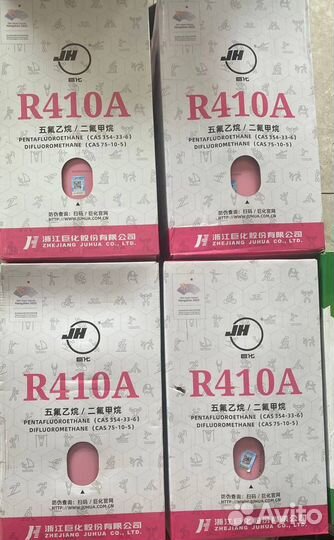 JH
巨化
R410A
五氟乙烷 / 二氟甲烷
PENTAFLUOROETHANE (CAS 354-33-6)
DIFLUOROMETHANE (CAS 75-10-5)
防伪查询：扫码 / 巨化官网
HTTP://WWW.JUHUA.COM.CN
浙江巨化股份有限公司
ZHEJIANG JUHUA CO., LTD.
JH
巨化
R410A
五氟乙烷 / 二氟甲烷
PENTAFLUOROETHANE (CAS 354-33-6)
DIFLUOROMETHANE (CAS 75-10-5)
防伪查询：扫码 / 巨化官网
HTTP://WWW.JUHUA.COM.CN
浙江巨化股份有限公司
ZHEJIANG JUHUA CO., LTD.
JH
巨化
R410A
五氟乙烷 / 二氟甲烷
PENTAFLUOROETHANE (CAS 354-33-6)
DIFLUOROMETHANE (CAS 75-10-5)
防伪查询：扫码 / 巨化官网
HTTP://WWW.JUHUA.COM.CN
浙江巨化股份有限公司
ZHEJIANG JUHUA CO., LTD.
JH
巨化
R410A
五氟乙烷 / 二氟甲烷
PENTAFLUOROETHANE (CAS 354-33-6)
DIFLUOROMETHANE (CAS 75-10-5)
防伪查询：扫码 / 巨化官网
HTTP://WWW.JUHUA.COM.CN
浙江巨化股份有限公司
ZHEJIANG JUHUA CO., LTD.
Avito